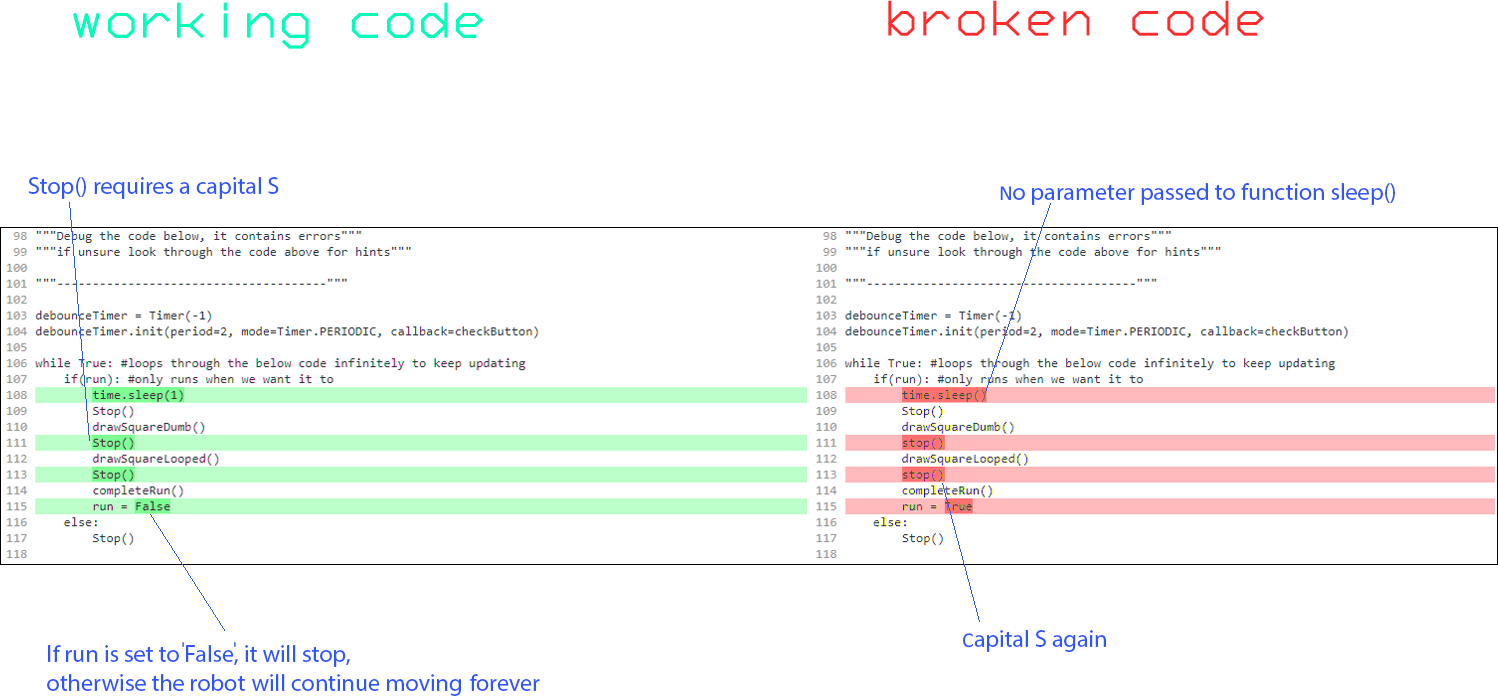 working code
broken code
Stop() requires a capital S
No parameter passed to function sleep()
98 """Debug the code below, it contains errors"""
99 """if unsure look through the code above for hints"""
100
101 """--------------------------------------"""
102
103 debounceTimer = Timer(-1)
104 debounceTimer.init(period=2, mode=Timer.PERIODIC, callback=checkButton)
105
106 while True: #loops through the below code infinitely to keep updating
107     if(run): #only runs when we want it to
108         time.sleep(1)
109         Stop()
110         drawSquareDumb()
111         Stop()
112         drawSquareLooped()
113         Stop()
114         completeRun()
115         run = False
116     else:
117         Stop()
118
98 """Debug the code below, it contains errors"""
99 """if unsure look through the code above for hints"""
100
101 """--------------------------------------"""
102
103 debounceTimer = Timer(-1)
104 debounceTimer.init(period=2, mode=Timer.PERIODIC, callback=checkButton)
105
106 while True: #loops through the below code infinitely to keep updating
107     if(run): #only runs when we want it to
108         time.sleep()
109         Stop()
110         drawSquareDumb()
111         stop()
112         drawSquareLooped()
113         stop()
114         completeRun()
115         run = True
116     else:
117         Stop()
118
If run is set to 'False', it will stop,
otherwise the robot will continue moving forever
Capital S again